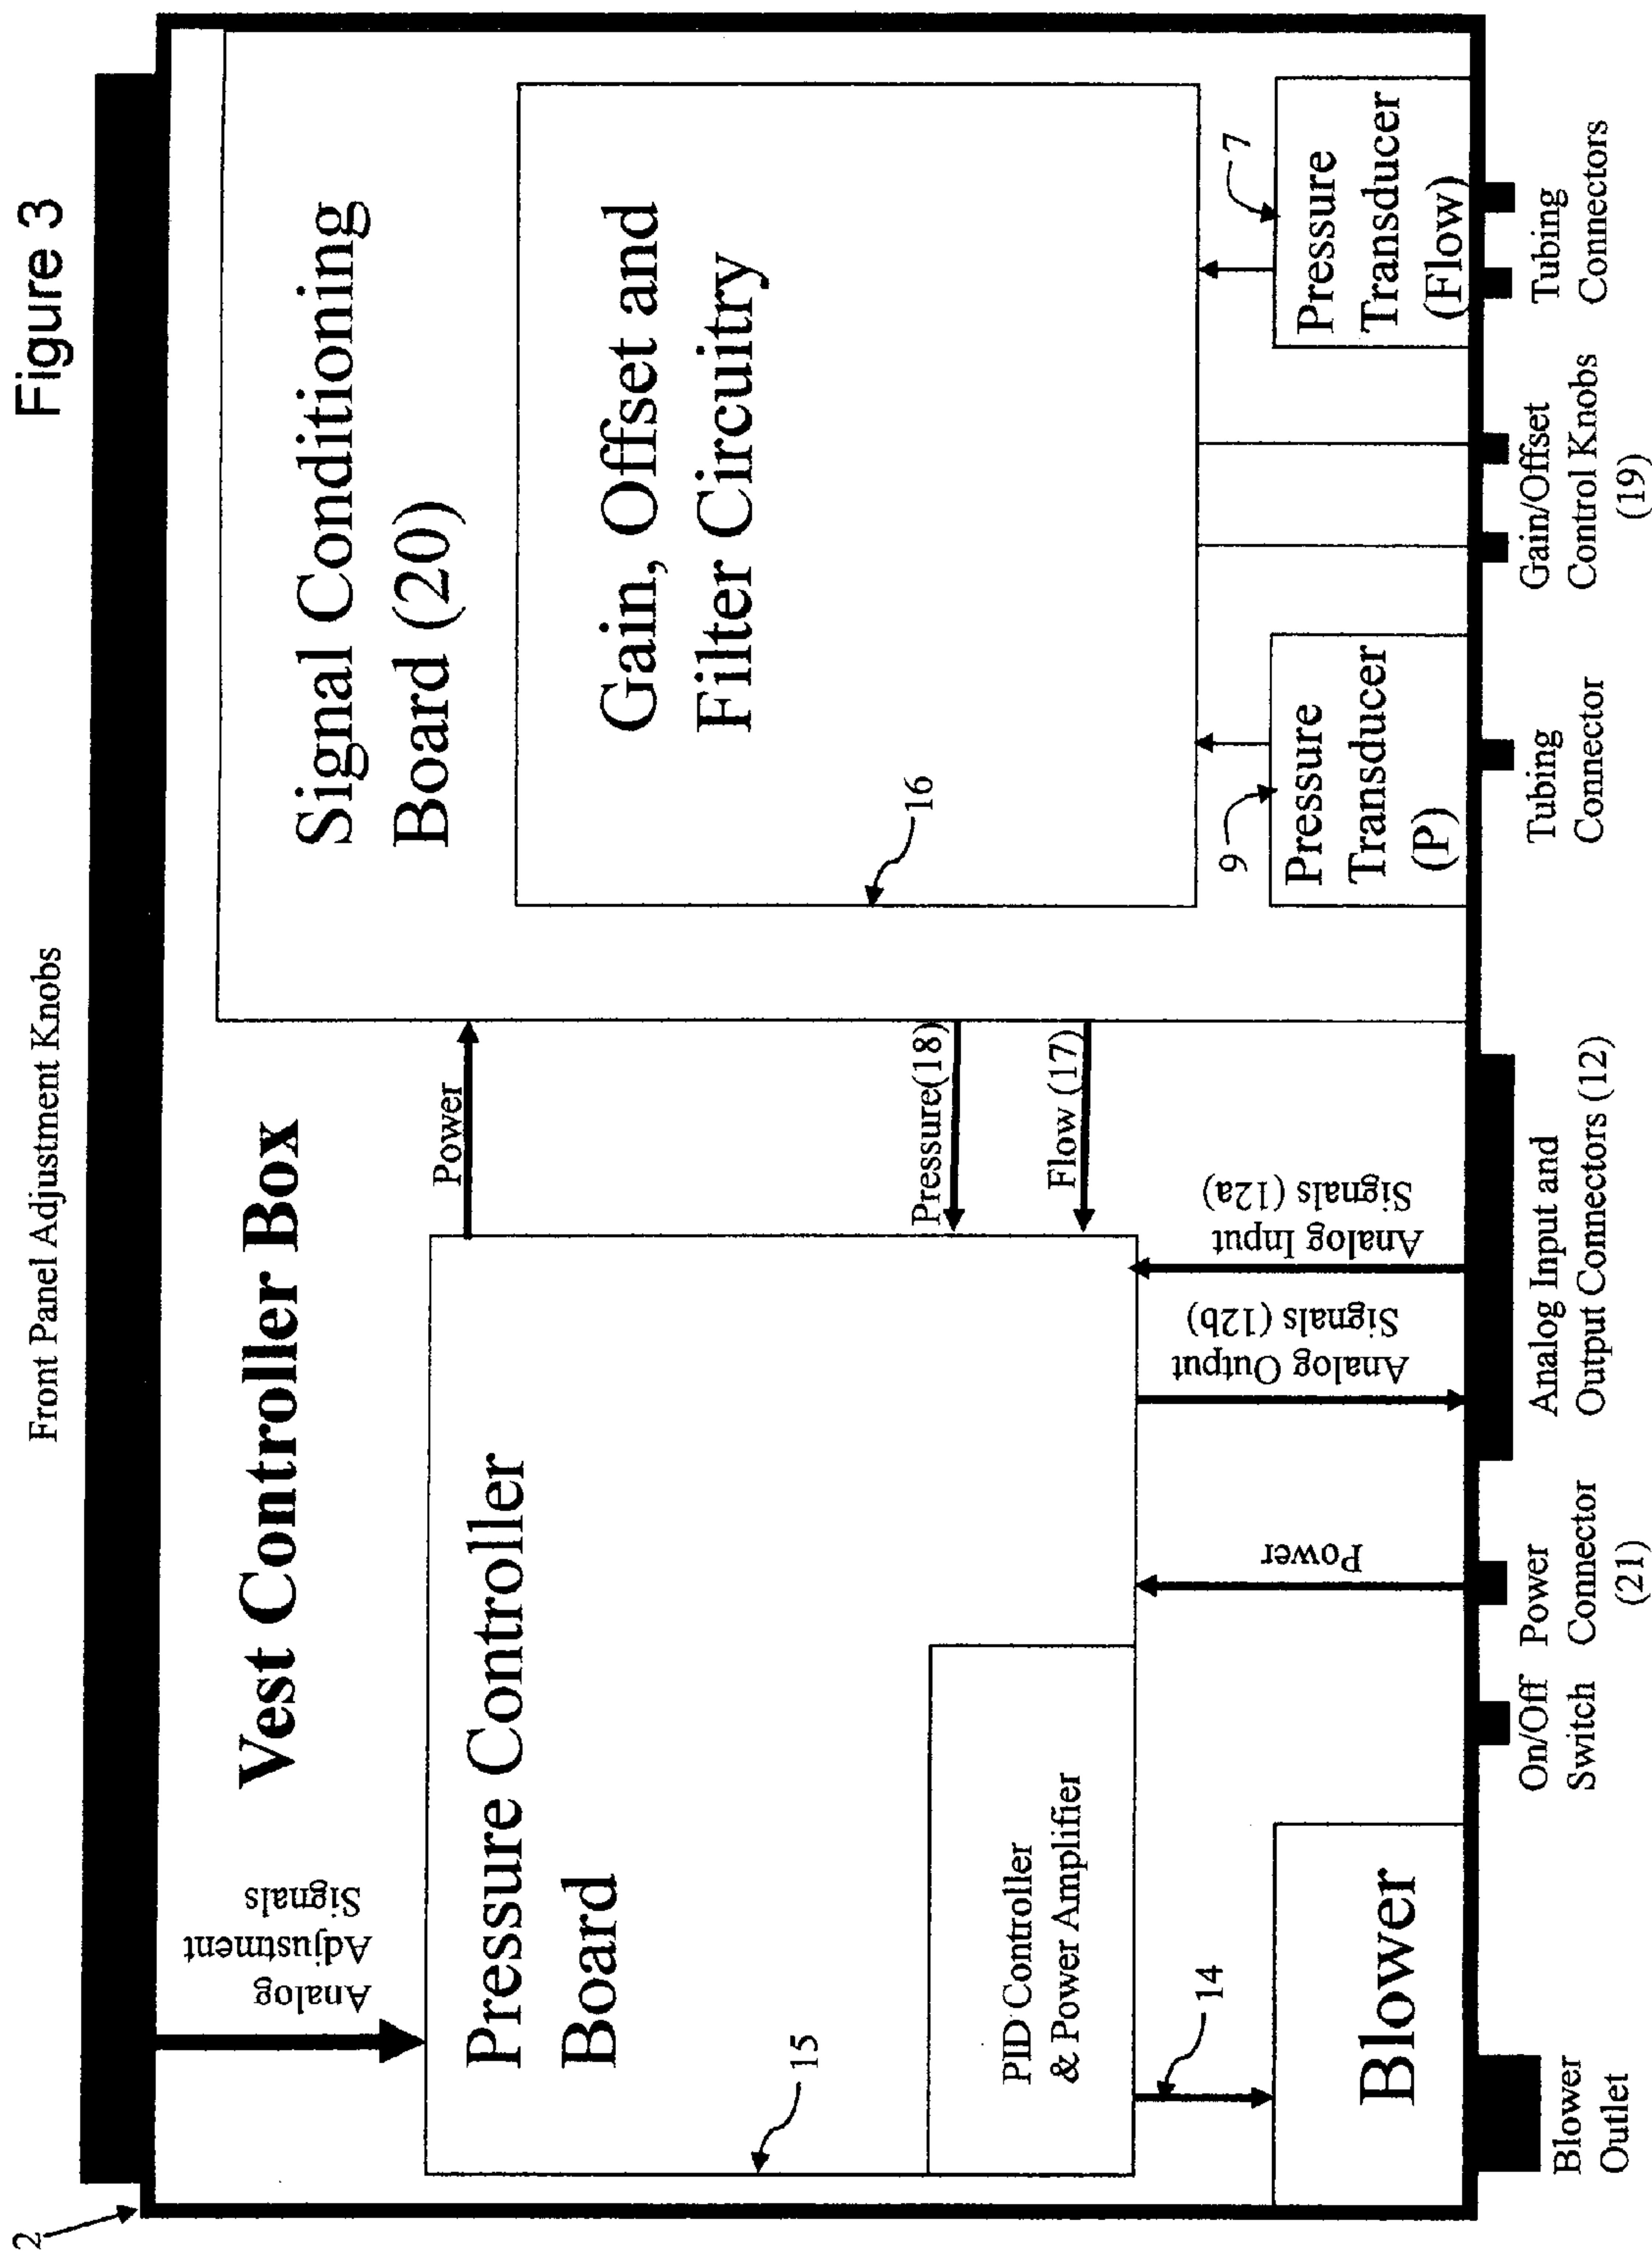 Figure 3
Front Panel Adjustment Knobs
2
Vest Controller Box
Analog
Adjustment
Signals
Signal Conditioning
Board (20)
Pressure Controller
Board
Power
Gain, Offset and
Filter Circuitry
15
16
Pressure(18)
Flow (17)
PID Controller
& Power Amplifier
14
Power
Analog Output
Signals (12b)
Analog Input
Signals (12a)
9
7
Blower
Pressure
Transducer
(P)
Pressure
Transducer
(Flow)
Blower
Outlet
On/Off
Switch
Power
Connector
(21)
Analog Input and
Output Connectors (12)
Tubing
Connector
Gain/Offset
Control Knobs
(19)
Tubing
Connectors